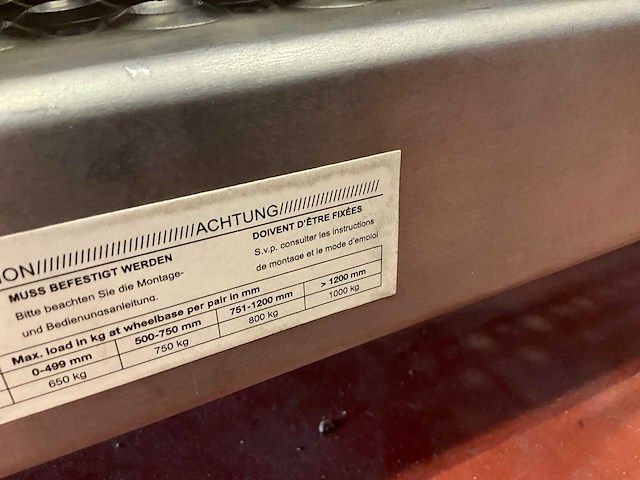 ION//////////////////////////////ACHTUNG////////////////////
MUSS BEFESTIGT WERDEN
Bitte beachten Sie die Montage-
und Bedienungsanleitung.
DOIVENT D'ÊTRE FIXÉES
S.v.p. consulter les instructions
de montage et le mode d'emploi
Max. load in kg at wheelbase per pair in mm
0-499 mm 500-750 mm 751-1200 mm > 1200 mm
650 kg 750 kg 800 kg 1000 kg